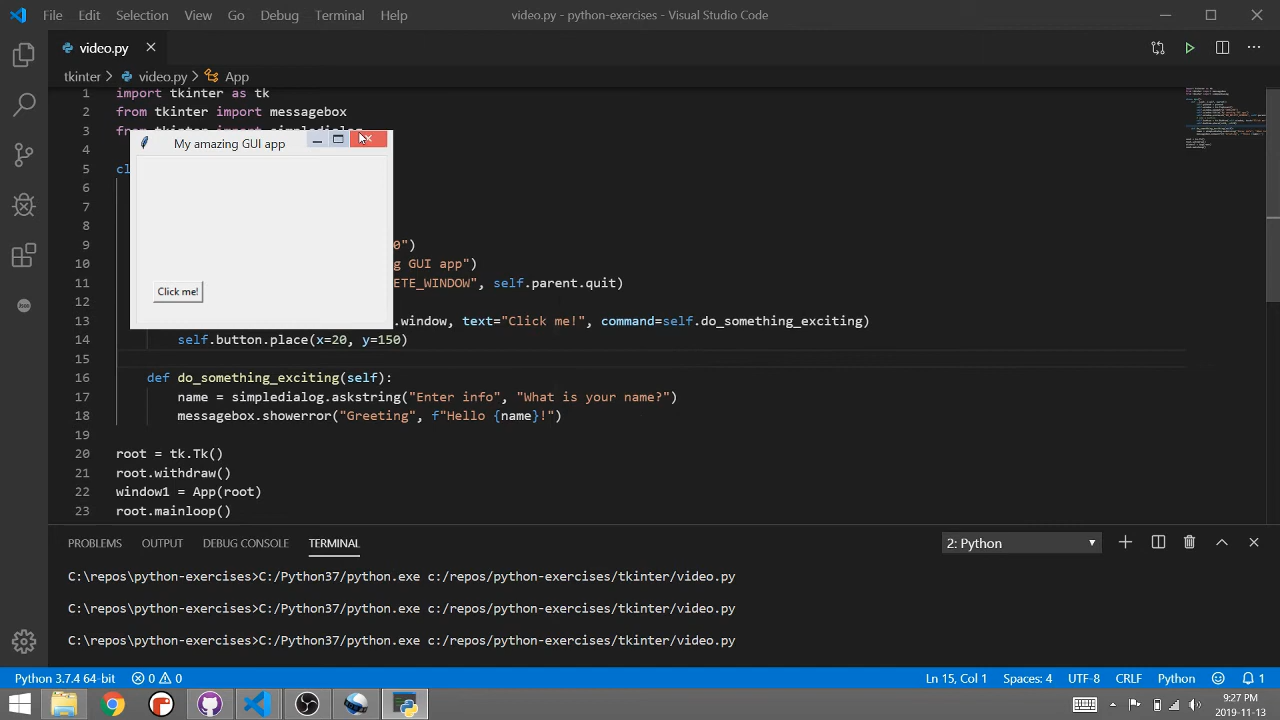 File Edit Selection View Go Debug Terminal Help video.py - python-exercises - Visual Studio Code
video.py
tkinter > video.py > App
1 import tkinter as tk
2 from tkinter import messagebox
3 from tkinter import simpledialog
4
My amazing GUI app
5 cl
6
7
8
9 0")
10 g GUI app")
11 ETE_WINDOW", self.parent.quit)
Click me!
12
13 .window, text="Click me!", command=self.do_something_exciting)
14 self.button.place(x=20, y=150)
15
16 def do_something_exciting(self):
17 name = simpledialog.askstring("Enter info", "What is your name?")
18 messagebox.showerror("Greeting", f"Hello {name}!")
19
20 root = tk.Tk()
21 root.withdraw()
22 window1 = App(root)
23 root.mainloop()
PROBLEMS OUTPUT DEBUG CONSOLE TERMINAL 2: Python
C:\repos\python-exercises>C:/Python37/python.exe c:/repos/python-exercises/tkinter/video.py
C:\repos\python-exercises>C:/Python37/python.exe c:/repos/python-exercises/tkinter/video.py
C:\repos\python-exercises>C:/Python37/python.exe c:/repos/python-exercises/tkinter/video.py
Python 3.7.4 64-bit 0 0 Ln 15, Col 1 Spaces: 4 UTF-8 CRLF Python 1
9:27 PM
2019-11-13